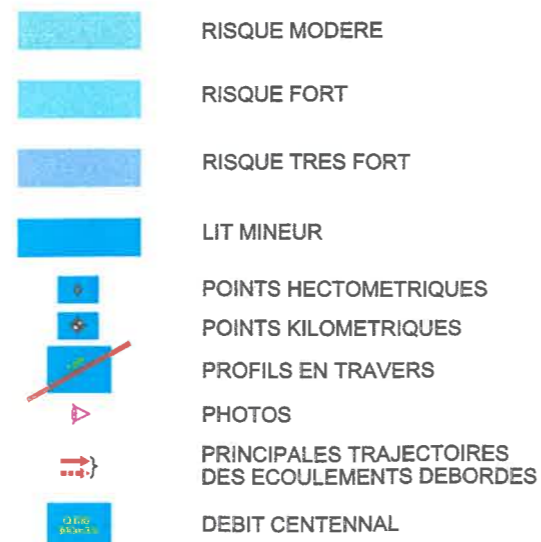 RISQUE MODERE
RISQUE FORT
RISQUE TRES FORT
LIT MINEUR
POINTS HECTOMETRIQUES
POINTS KILOMETRIQUES
PROFILS EN TRAVERS
PHOTOS
PRINCIPALES TRAJECTOIRES
DES ECOULEMENTS DEBORDES
DEBIT CENTENNAL